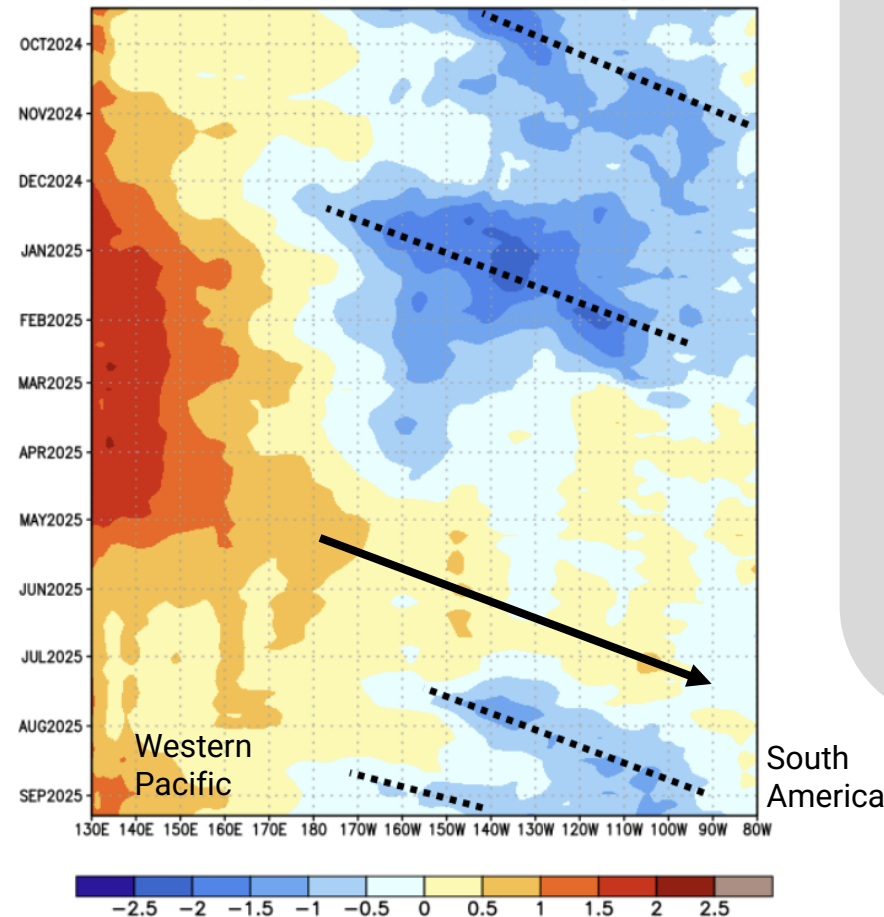 OCT2024
NOV2024
DEC2024
JAN2025
FEB2025
MAR2025
APR2025
MAY2025
JUN2025
JUL2025
AUG2025
SEP2025
Western
Pacific
South
America
130E 140E 150E 160E 170E 180 170W 160W 150W 140W 130W 120W 110W 100W 90W 80W
−2.5 −2 −1.5 −1 −0.5 0 0.5 1 1.5 2 2.5